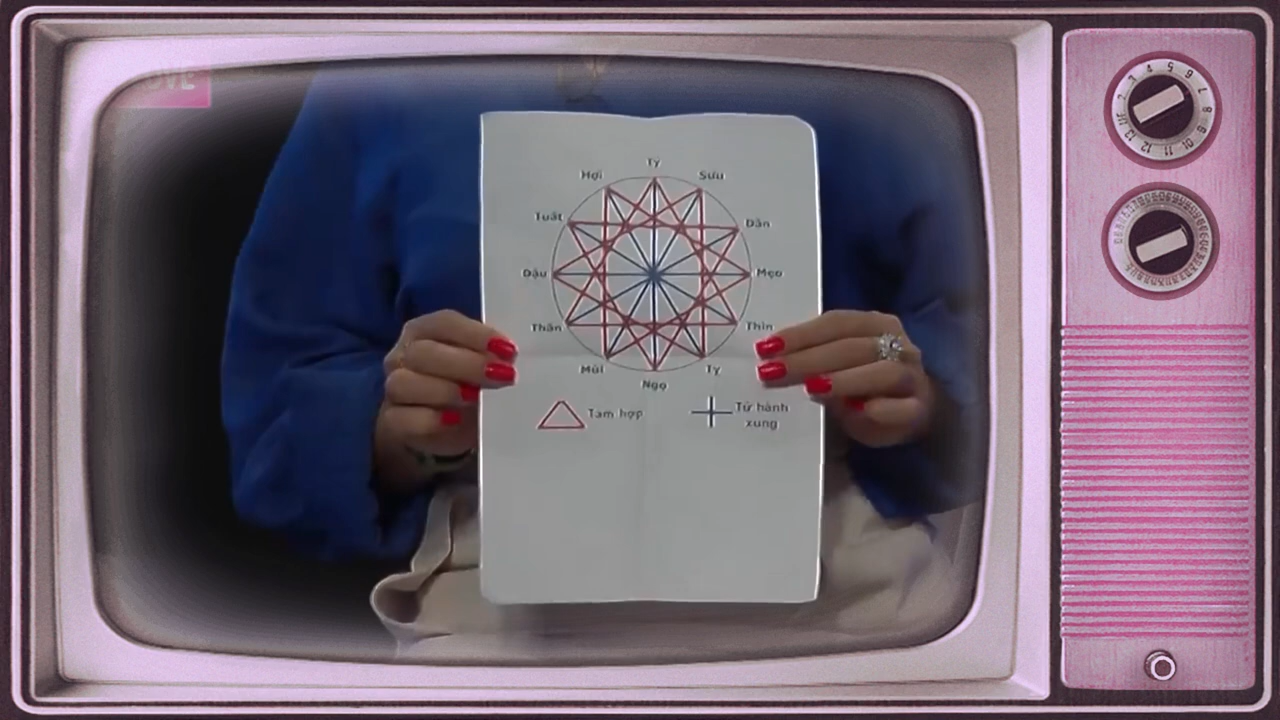 Tý
Hợi
Sửu
Tuất
Dần
Dậu
Mẹo
Thân
Thìn
Mùi
Tỵ
Ngọ
Tam hợp
Tứ hành
xung